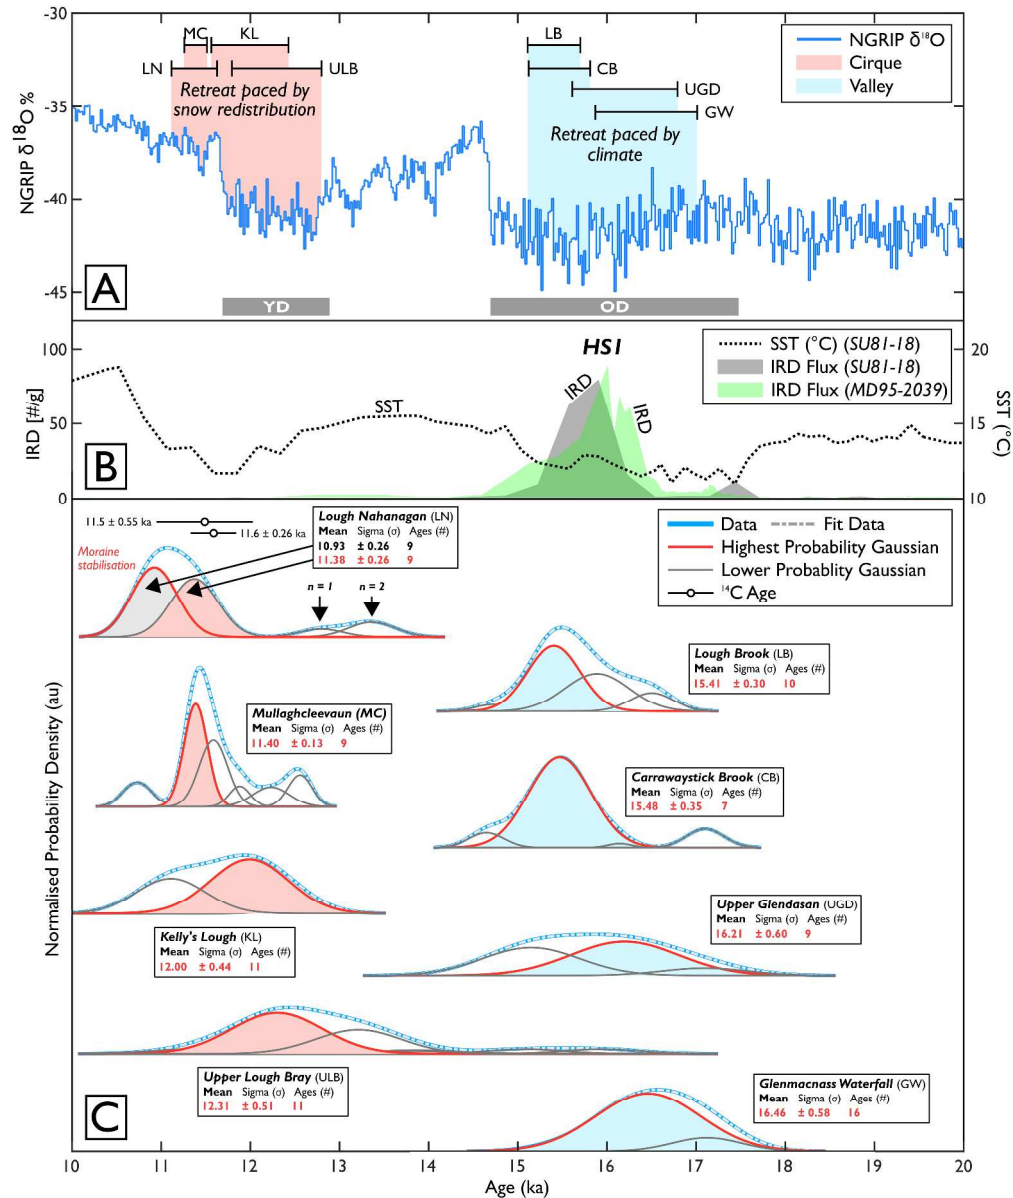 -30
-35
-40
-45
NGRIP δ¹⁸O %
MC KL
LN ULB
Retreat paced by
snow redistribution
LB
CB
UGD
GW
Retreat paced by
climate
NGRIP δ¹⁸O
Cirque
Valley
A
YD
OD
100
50
0
IRD [#/g]
B
SST
HS1
IRD
IRD
SST (°C) (SU81-18)
IRD Flux (SU81-18)
IRD Flux (MD95-2039)
20
15
10
SST (°C)
11.5 ± 0.55 ka
11.6 ± 0.26 ka
Moraine
stabilisation
Lough Nahanagan (LN)
Mean Sigma (σ) Ages (#)
10.93 ± 0.26 9
11.38 ± 0.26 9
n = 1
n = 2
Data Fit Data
Highest Probability Gaussian
Lower Probablity Gaussian
¹⁴C Age
Lough Brook (LB)
Mean Sigma (σ) Ages (#)
15.41 ± 0.30 10
Mullaghcleevaun (MC)
Mean Sigma (σ) Ages (#)
11.40 ± 0.13 9
Carrawaystick Brook (CB)
Mean Sigma (σ) Ages (#)
15.48 ± 0.35 7
Normalised Probability Density (au)
Kelly's Lough (KL)
Mean Sigma (σ) Ages (#)
12.00 ± 0.44 11
Upper Glendasan (UGD)
Mean Sigma (σ) Ages (#)
16.21 ± 0.60 9
Upper Lough Bray (ULB)
Mean Sigma (σ) Ages (#)
12.31 ± 0.51 11
Glenmacnass Waterfall (GW)
Mean Sigma (σ) Ages (#)
16.46 ± 0.58 16
C
10 11 12 13 14 15 16 17 18 19 20
Age (ka)